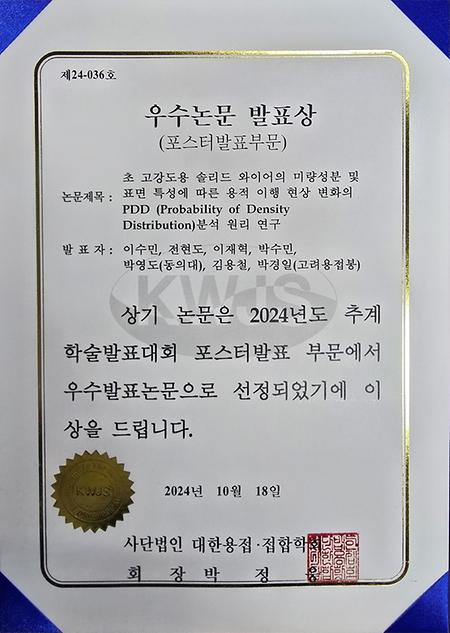 제24-036호
우수논문 발표상
(포스터발표부문)
논문제목 : 초 고강도용 솔리드 와이어의 미량성분 및
표면 특성에 따른 용적 이행 현상 변화의
PDD (Probability of Density
Distribution)분석 원리 연구
발 표 자 : 이수민, 전현도, 이재혁, 박수민,
박영도(동의대), 김용철, 박경일(고려용접봉)
KWJS
상기 논문은 2024년도 추계
학술발표대회 포스터발표 부문에서
우수발표논문으로 선정되었기에 이
상을 드립니다.
KWJS
2024년 10월 18일
사단법인 대한용접·접합학회
회 장 박 정 웅